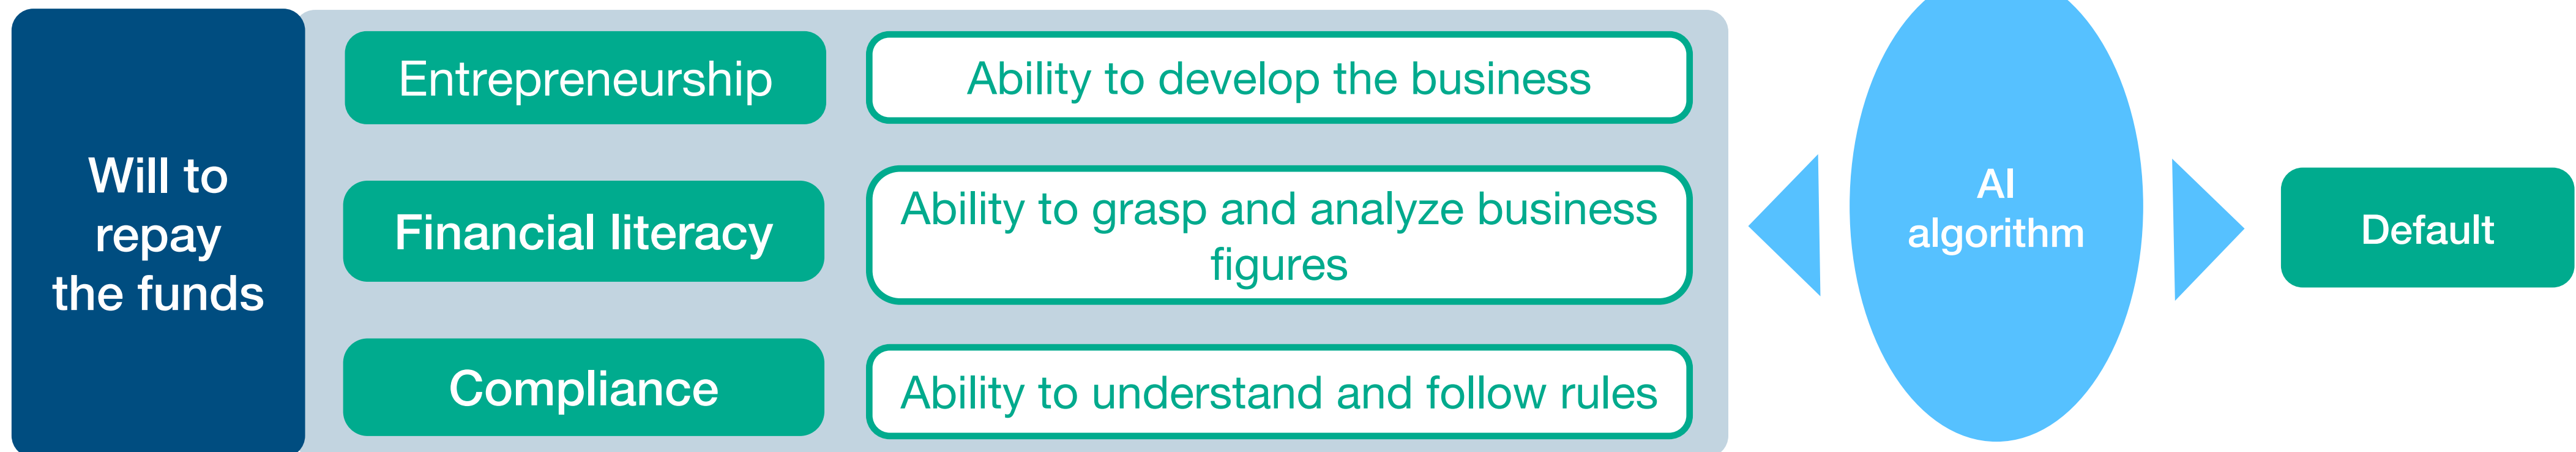 Will to
repay
the funds
Entrepreneurship
Ability to develop the business
Financial literacy
Ability to grasp and analyze business
figures
Compliance
Ability to understand and follow rules
AI
algorithm
Default